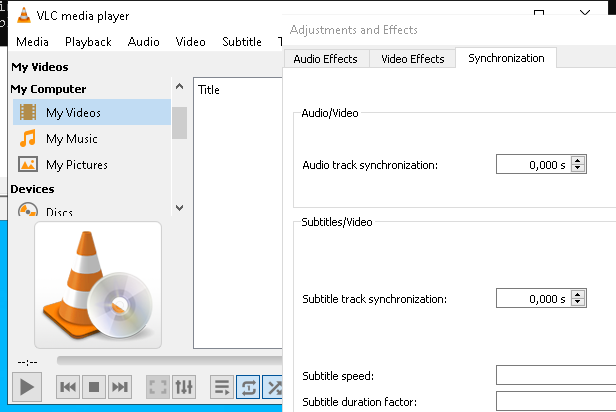 VLC media player
Media Playback Audio Video Subtitle
My Videos
My Computer
My Videos
My Music
My Pictures
Devices
Discs
Title
--:--
Adjustments and Effects
Audio Effects Video Effects Synchronization
Audio/Video
Audio track synchronization: 0,000 s
Subtitles/Video
Subtitle track synchronization: 0,000 s
Subtitle speed:
Subtitle duration factor: